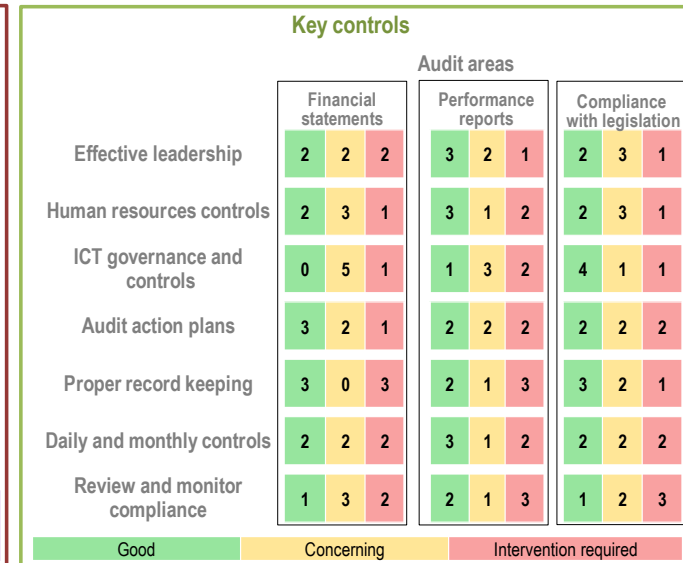 Key controls
Audit areas
Financial
statements
Performance
reports
Compliance
with legislation
Effective leadership 2 2 2 3 2 1 2 3 1
Human resources controls 2 3 1 3 1 2 2 3 1
ICT governance and
controls 0 5 1 1 3 2 4 1 1
Audit action plans 3 2 1 2 2 2 2 2 2
Proper record keeping 3 0 3 2 1 3 3 2 1
Daily and monthly controls 2 2 2 3 1 2 2 2 2
Review and monitor
compliance 1 3 2 2 1 3 1 2 3
Good Concerning Intervention required